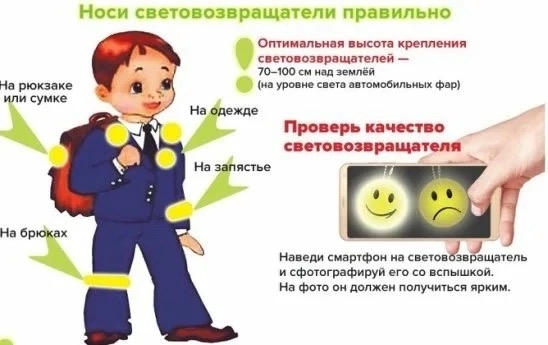 Носи световозвращатели правильно
Оптимальная высота крепления
световозвращателей —
70–100 см над землёй
(на уровне света автомобильных фар)
На рюкзаке
или сумке
На одежде
На запястье
На брюках
Проверь качество
световозвращателя
Наведи смартфон на световозвращатель
и сфотографируй его со вспышкой.
На фото он должен получиться ярким.